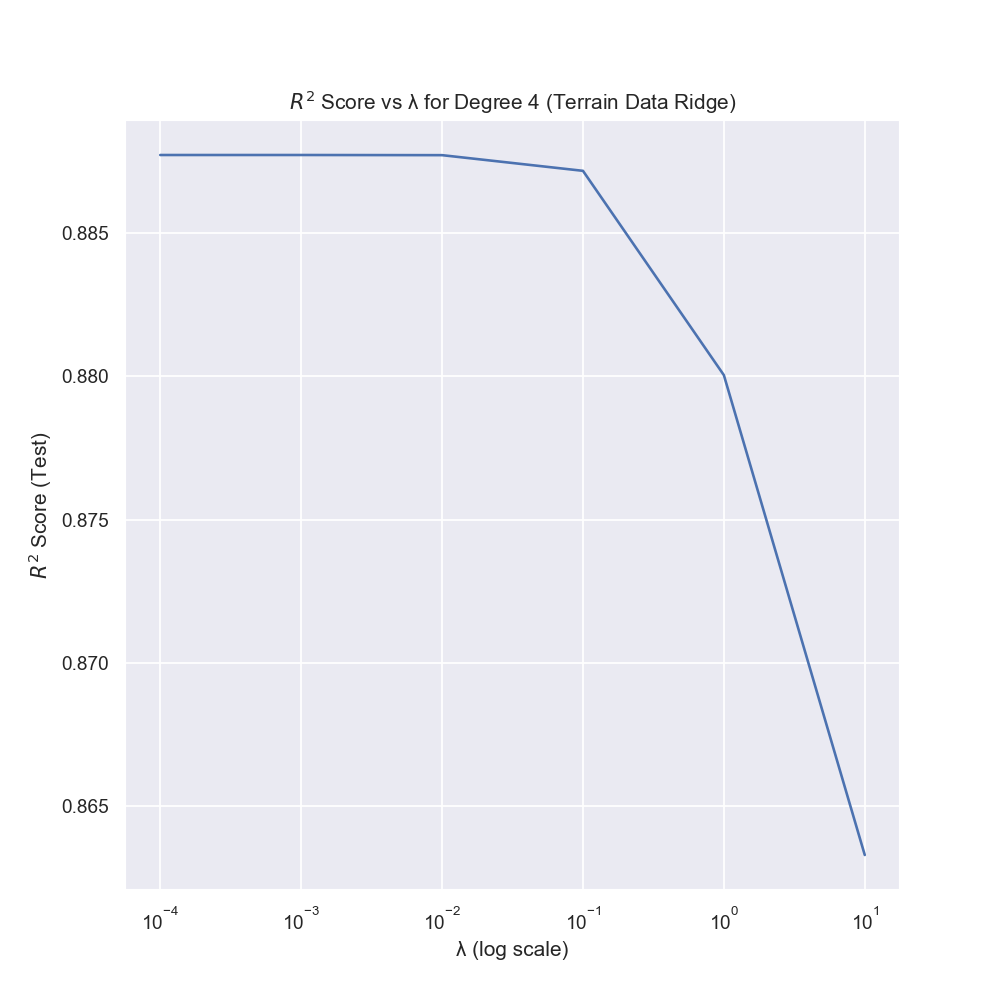 R² Score vs λ for Degree 4 (Terrain Data Ridge)
R² Score (Test)
0.885
0.880
0.875
0.870
0.865
10⁻⁴ 10⁻³ 10⁻² 10⁻¹ 10⁰ 10¹
λ (log scale)